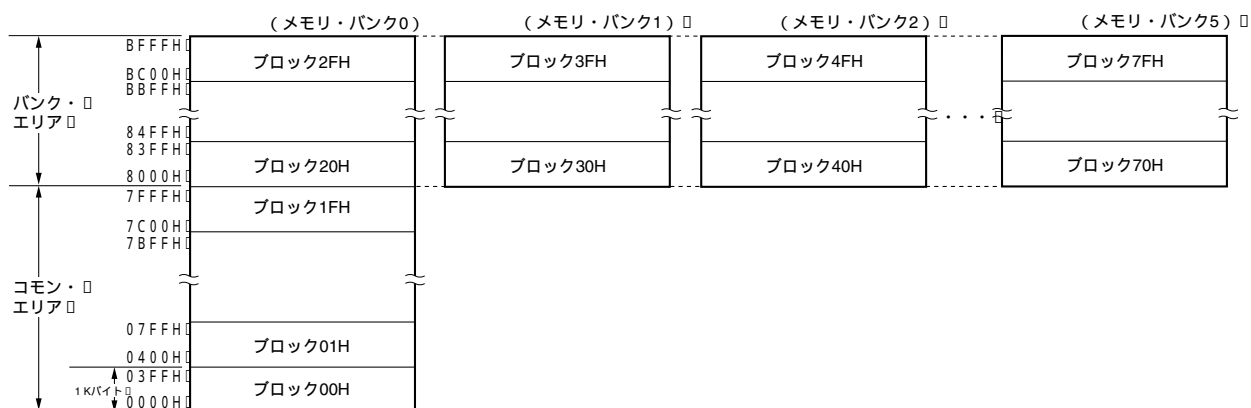 (メモリ・バンク0) (メモリ・バンク1) (メモリ・バンク2) (メモリ・バンク5)
BFFFH
ブロック2FH ブロック3FH ブロック4FH ブロック7FH
BC00H
BBFFH
バンク・
エリア
・・・
84FFH
83FFH
ブロック20H ブロック30H ブロック40H ブロック70H
8000H
7FFFH
ブロック1FH
7C00H
7BFFH
コモン・
エリア
07FFH
ブロック01H
0400H
03FFH
1 Kバイト
ブロック00H
0000H